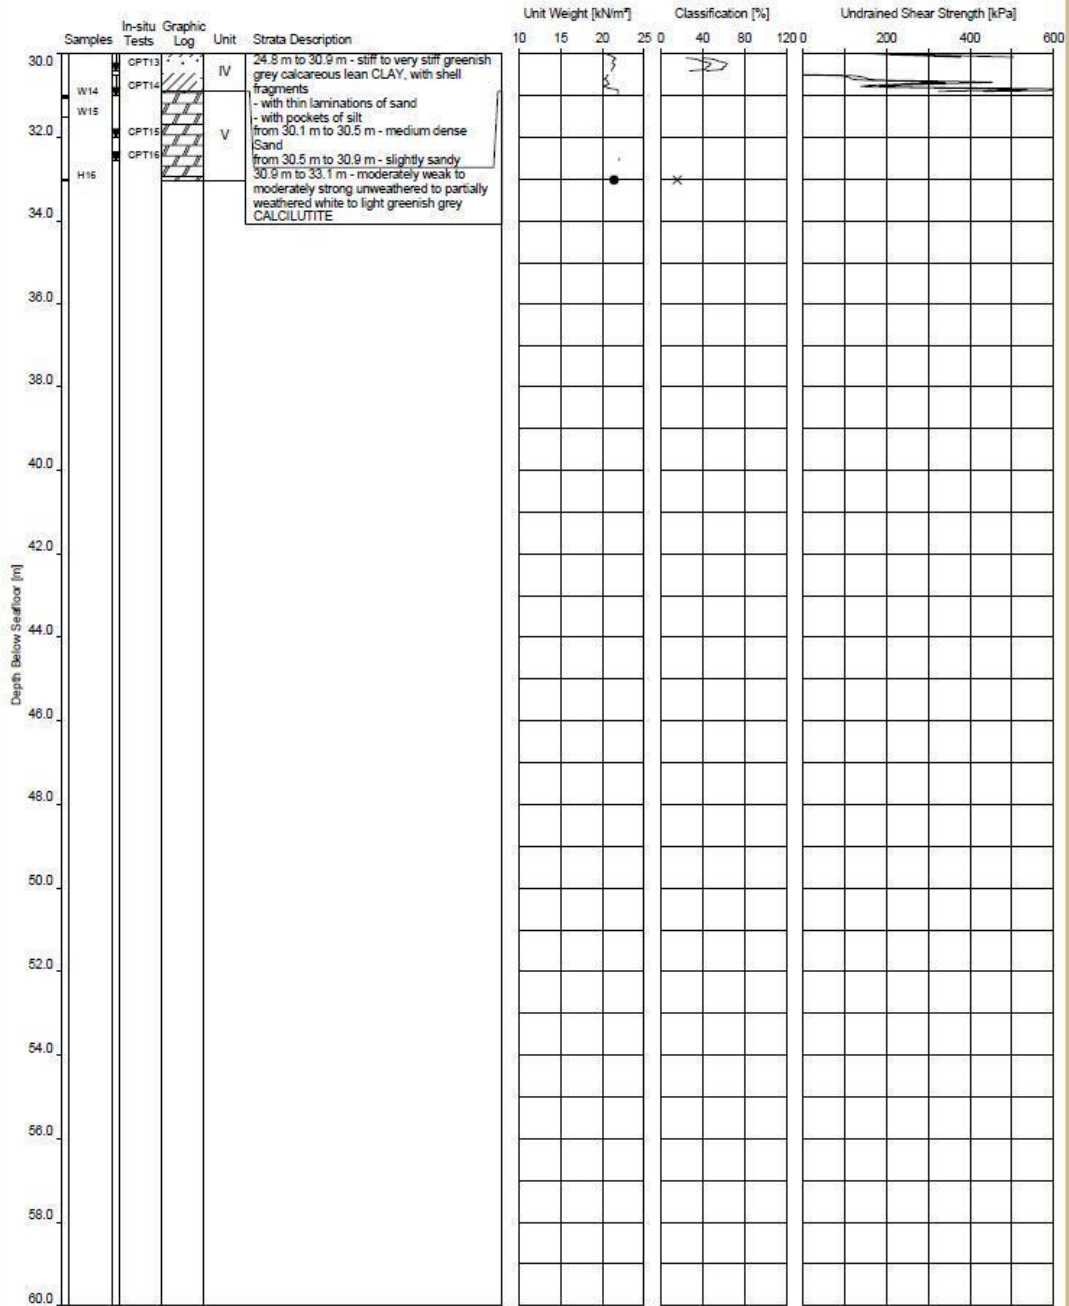 Unit Weight [kN/m³]
Classification [%]
Undrained Shear Strength [kPa]
Samples
In-situ
Tests
Graphic
Log
Unit
Strata Description
10 15 20 25
0 40 80 120
0 200 400 600
30.0
32.0
34.0
36.0
38.0
40.0
42.0
44.0
46.0
48.0
50.0
52.0
54.0
56.0
58.0
60.0
Depth Below Seafloor [m]
W14
W15
H16
CPT13
CPT14
CPT15
CPT16
IV
V
24.8 m to 30.9 m - stiff to very stiff greenish
grey calcareous lean CLAY, with shell
fragments
- with thin laminations of sand
- with pockets of silt
from 30.1 m to 30.5 m - medium dense
Sand
from 30.5 m to 30.9 m - slightly sandy
30.9 m to 33.1 m - moderately weak to
moderately strong unweathered to partially
weathered white to light greenish grey
CALCILUTITE